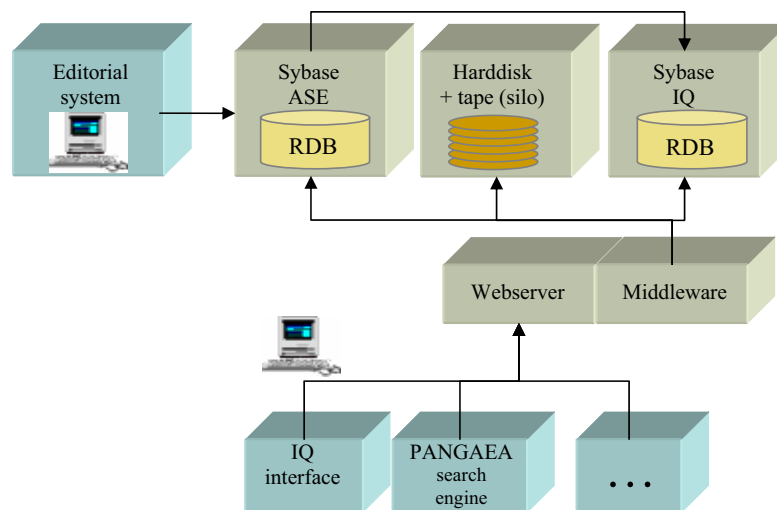 Editorial
system
Sybase
ASE
RDB
Harddisk
+ tape (silo)
Sybase
IQ
RDB
Webserver
Middleware
IQ
interface
PANGAEA
search
engine
...